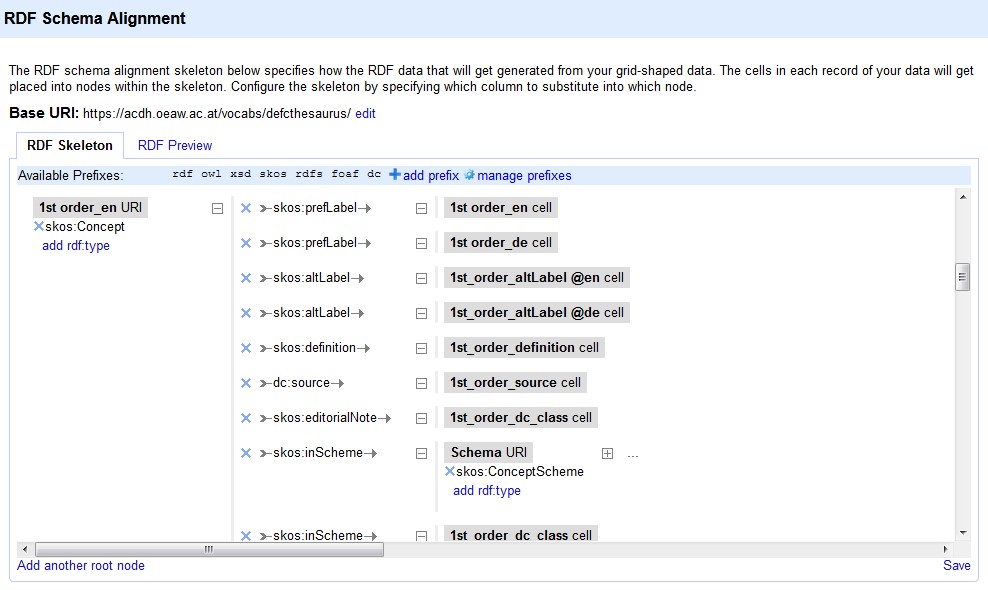 RDF Schema Alignment
The RDF schema alignment skeleton below specifies how the RDF data that will get generated from your grid-shaped data. The cells in each record of your data will get
placed into nodes within the skeleton. Configure the skeleton by specifying which column to substitute into which node.
Base URI: https://acdh.oeaw.ac.at/vocabs/defcthesaurus/ edit
RDF Skeleton RDF Preview
Available Prefixes: rdf owl xsd skos rdfs foaf dc add prefix manage prefixes
1st order_en URI skos:prefLabel 1st order_en cell
skos:Concept
add rdf:type skos:prefLabel 1st order_de cell
skos:altLabel 1st_order_altLabel @en cell
skos:altLabel 1st_order_altLabel @de cell
skos:definition 1st_order_definition cell
dc:source 1st_order_source cell
skos:editorialNote 1st_order_dc_class cell
skos:inScheme Schema URI ...
skos:ConceptScheme
add rdf:type
skos:inScheme 1st_order_dc_class cell
Add another root node Save